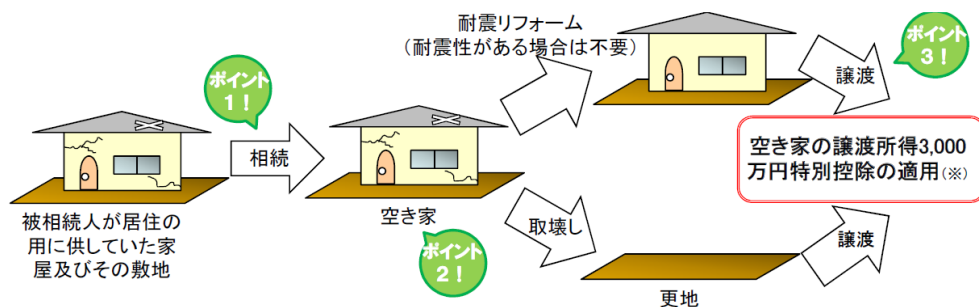 耐震リフォーム
（耐震性がある場合は不要）
ポイント
1！
相続
被相続人が居住の
用に供していた家
屋及びその敷地
空き家
ポイント
2！
取壊し
更地
譲渡
ポイント
3！
空き家の譲渡所得3,000
万円特別控除の適用(※)
譲渡